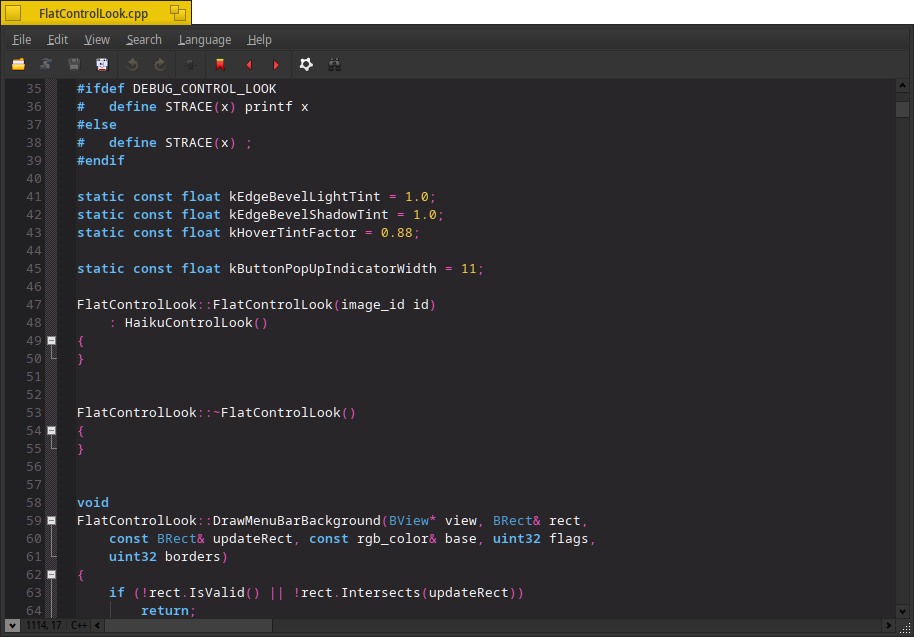 FlatControlLook.cpp
File Edit View Search Language Help
35 #ifdef DEBUG_CONTROL_LOOK
36 #   define STRACE(x) printf x
37 #else
38 #   define STRACE(x) ;
39 #endif
40
41 static const float kEdgeBevelLightTint = 1.0;
42 static const float kEdgeBevelShadowTint = 1.0;
43 static const float kHoverTintFactor = 0.88;
44
45 static const float kButtonPopUpIndicatorWidth = 11;
46
47 FlatControlLook::FlatControlLook(image_id id)
48     : HaikuControlLook()
49 {
50 }
51
52
53 FlatControlLook::~FlatControlLook()
54 {
55 }
56
57
58 void
59 FlatControlLook::DrawMenuBarBackground(BView* view, BRect& rect,
60     const BRect& updateRect, const rgb_color& base, uint32 flags,
61     uint32 borders)
62 {
63     if (!rect.IsValid() || !rect.Intersects(updateRect))
64         return;
1114, 17 C++